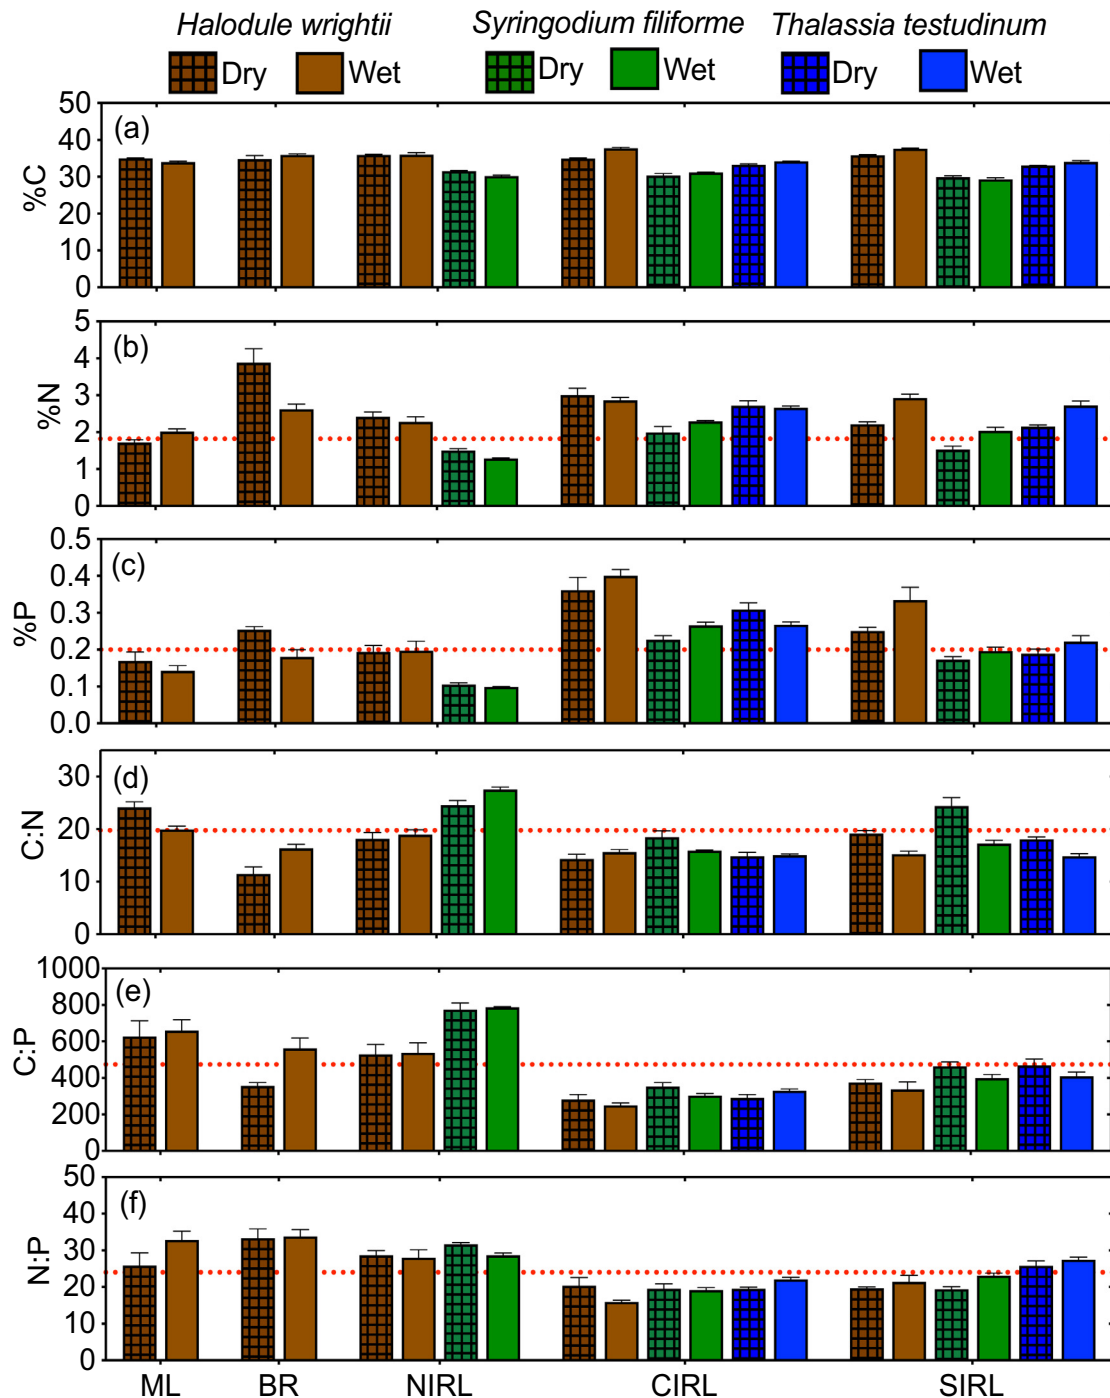 Halodule wrightii Syringodium filiforme Thalassia testudinum
Dry Wet Dry Wet Dry Wet
(a)
%C
50
40
30
20
10
0
(b)
%N
5
4
3
2
1
0
(c)
%P
0.5
0.4
0.3
0.2
0.1
0.0
(d)
C:N
30
20
10
0
(e)
C:P
1000
800
600
400
200
0
(f)
N:P
50
40
30
20
10
0
ML BR NIRL CIRL SIRL